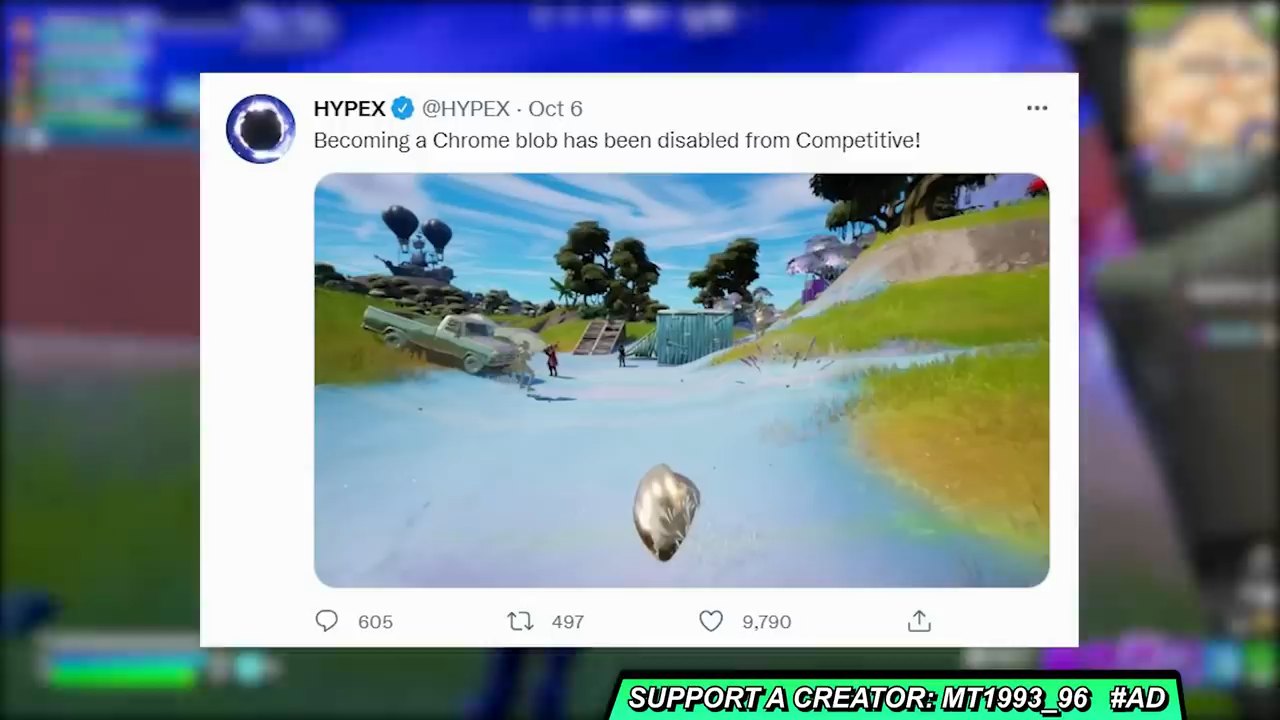 HYPEX @HYPEX · Oct 6
Becoming a Chrome blob has been disabled from Competitive!
605 497 9,790
SUPPORT A CREATOR: MT1993_96 #AD